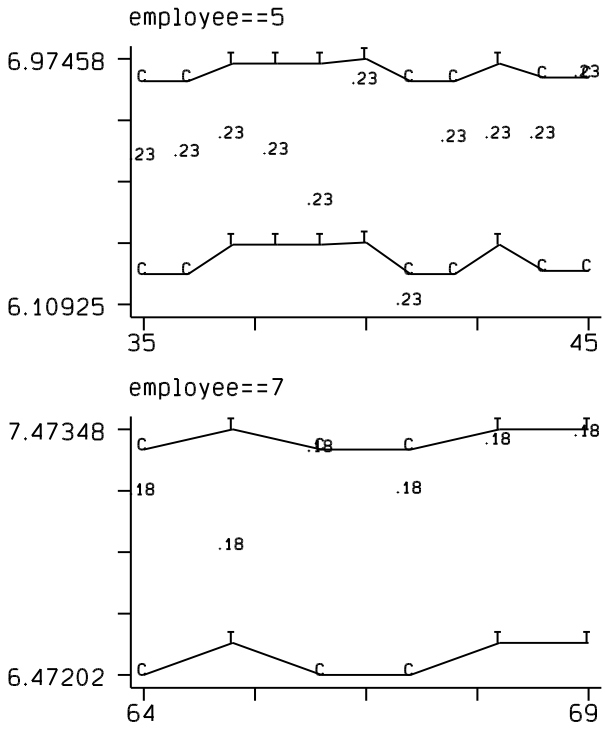 employee==5
6.97458
C C T T T T C C T C C
.23 .23
.23 .23 .23 .23
.23 .23 .23
.23
C C T T T T C C T C C
6.10925
.23
35 45
employee==7
7.47348
C T C C T T
.18 .18 .18
18 .18
.18
C T C C T T
6.47202
64 69